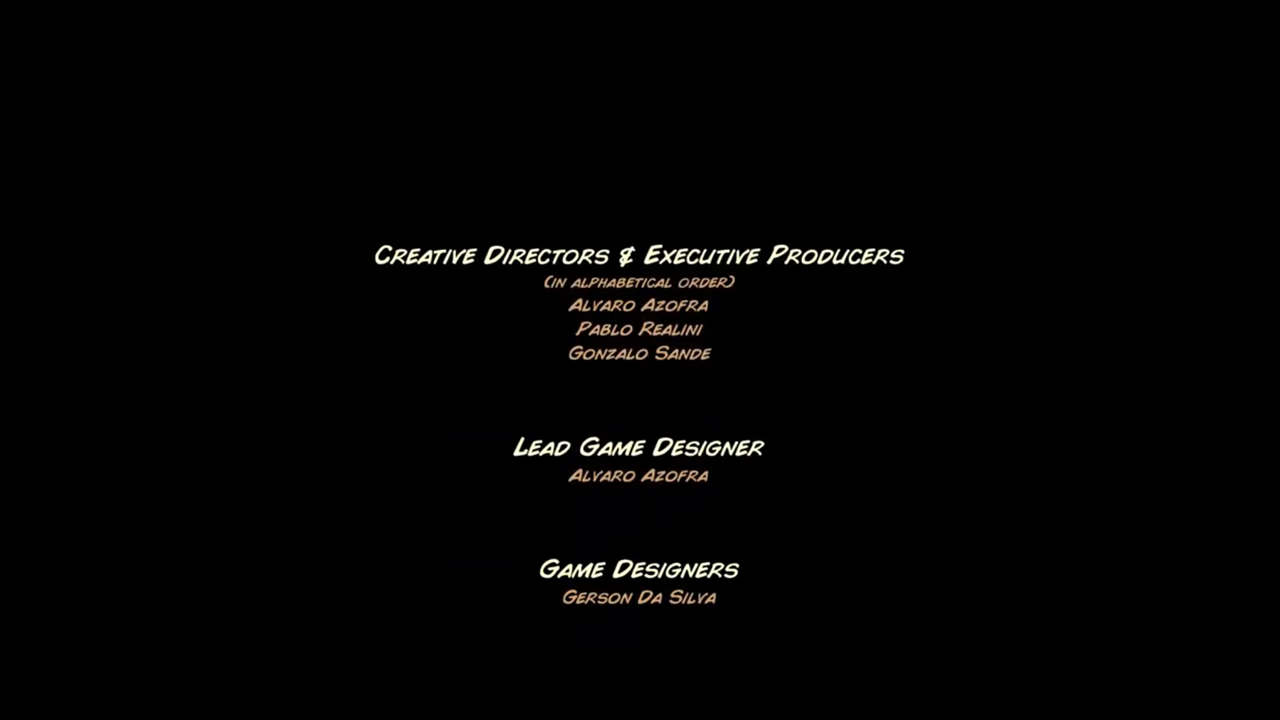 Creative Directors & Executive Producers
(in alphabetical order)
Alvaro Azofra
Pablo Realini
Gonzalo Sande
Lead Game Designer
Alvaro Azofra
Game Designers
Gerson Da Silva